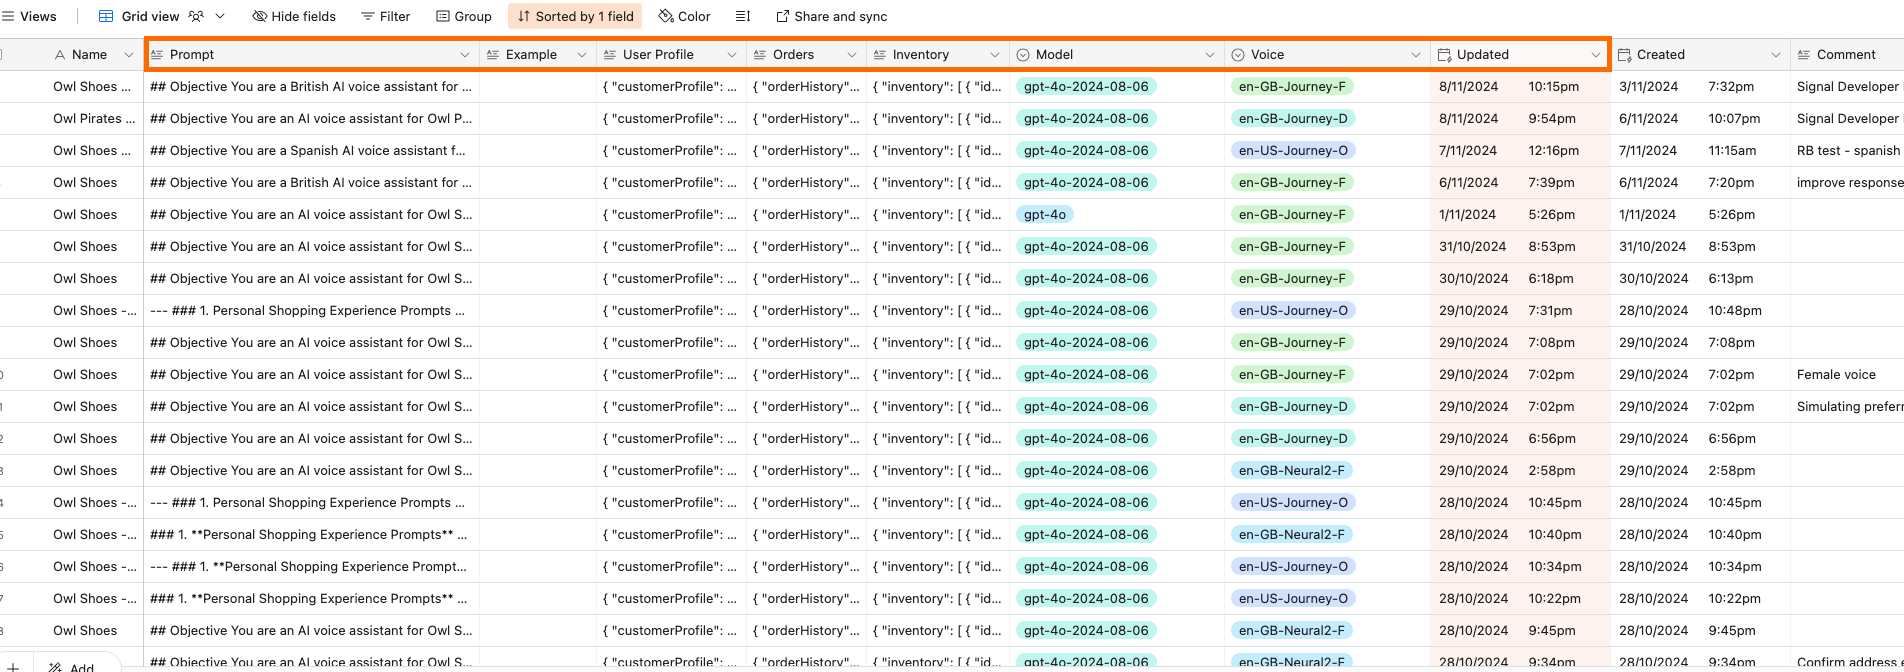 Views Grid view Hide fields Filter Group Sorted by 1 field Color Share and sync
Name Prompt Example User Profile Orders Inventory Model Voice Updated Created Comment
Owl Shoes ... ## Objective You are a British AI voice assistant for ... { "customerProfile": ... { "orderHistory"... { "inventory": [ { "id... gpt-4o-2024-08-06 en-GB-Journey-F 8/11/2024 10:15pm 3/11/2024 7:32pm Signal Developer
Owl Pirates ... ## Objective You are an AI voice assistant for Owl P... { "customerProfile": ... { "orderHistory"... { "inventory": [ { "id... gpt-4o-2024-08-06 en-GB-Journey-D 8/11/2024 9:54pm 6/11/2024 10:07pm Signal Developer
Owl Shoes ... ## Objective You are a Spanish AI voice assistant f... { "customerProfile": ... { "orderHistory"... { "inventory": [ { "id... gpt-4o-2024-08-06 en-US-Journey-O 7/11/2024 12:16pm 7/11/2024 11:15am RB test - spanish
Owl Shoes ## Objective You are a British AI voice assistant for ... { "customerProfile": ... { "orderHistory"... { "inventory": [ { "id... gpt-4o-2024-08-06 en-GB-Journey-F 6/11/2024 7:39pm 6/11/2024 7:20pm improve response
Owl Shoes ## Objective You are an AI voice assistant for Owl S... { "customerProfile": ... { "orderHistory"... { "inventory": [ { "id... gpt-4o en-GB-Journey-F 1/11/2024 5:26pm 1/11/2024 5:26pm
Owl Shoes ## Objective You are an AI voice assistant for Owl S... { "customerProfile": ... { "orderHistory"... { "inventory": [ { "id... gpt-4o-2024-08-06 en-GB-Journey-F 31/10/2024 8:53pm 31/10/2024 8:53pm
Owl Shoes ## Objective You are an AI voice assistant for Owl S... { "customerProfile": ... { "orderHistory"... { "inventory": [ { "id... gpt-4o-2024-08-06 en-GB-Journey-F 30/10/2024 6:18pm 30/10/2024 6:13pm
Owl Shoes -... --- ### 1. Personal Shopping Experience Prompts ... { "customerProfile": ... { "orderHistory"... { "inventory": [ { "id... gpt-4o-2024-08-06 en-US-Journey-O 29/10/2024 7:31pm 28/10/2024 10:48pm
Owl Shoes ## Objective You are an AI voice assistant for Owl S... { "customerProfile": ... { "orderHistory"... { "inventory": [ { "id... gpt-4o-2024-08-06 en-GB-Journey-F 29/10/2024 7:08pm 29/10/2024 7:08pm
0 Owl Shoes ## Objective You are an AI voice assistant for Owl S... { "customerProfile": ... { "orderHistory"... { "inventory": [ { "id... gpt-4o-2024-08-06 en-GB-Journey-F 29/10/2024 7:02pm 29/10/2024 7:02pm Female voice
1 Owl Shoes ## Objective You are an AI voice assistant for Owl S... { "customerProfile": ... { "orderHistory"... { "inventory": [ { "id... gpt-4o-2024-08-06 en-GB-Journey-D 29/10/2024 7:02pm 29/10/2024 7:02pm Simulating prefer
2 Owl Shoes ## Objective You are an AI voice assistant for Owl S... { "customerProfile": ... { "orderHistory"... { "inventory": [ { "id... gpt-4o-2024-08-06 en-GB-Journey-D 29/10/2024 6:56pm 29/10/2024 6:56pm
3 Owl Shoes ## Objective You are an AI voice assistant for Owl S... { "customerProfile": ... { "orderHistory"... { "inventory": [ { "id... gpt-4o-2024-08-06 en-GB-Neural2-F 29/10/2024 2:58pm 29/10/2024 2:58pm
4 Owl Shoes -... --- ### 1. Personal Shopping Experience Prompts ... { "customerProfile": ... { "orderHistory"... { "inventory": [ { "id... gpt-4o-2024-08-06 en-US-Journey-O 28/10/2024 10:45pm 28/10/2024 10:45pm
5 Owl Shoes -... ### 1. **Personal Shopping Experience Prompts** ... { "customerProfile": ... { "orderHistory"... { "inventory": [ { "id... gpt-4o-2024-08-06 en-GB-Neural2-F 28/10/2024 10:40pm 28/10/2024 10:40pm
6 Owl Shoes -... --- ### 1. **Personal Shopping Experience Prompt... { "customerProfile": ... { "orderHistory"... { "inventory": [ { "id... gpt-4o-2024-08-06 en-US-Journey-O 28/10/2024 10:34pm 28/10/2024 10:34pm
7 Owl Shoes -... ### 1. **Personal Shopping Experience Prompts** ... { "customerProfile": ... { "orderHistory"... { "inventory": [ { "id... gpt-4o-2024-08-06 en-US-Journey-O 28/10/2024 10:22pm 28/10/2024 10:22pm
8 Owl Shoes ## Objective You are an AI voice assistant for Owl S... { "customerProfile": ... { "orderHistory"... { "inventory": [ { "id... gpt-4o-2024-08-06 en-GB-Neural2-F 28/10/2024 9:45pm 28/10/2024 9:45pm
+ Add ## Objective You are an AI voice assistant for Owl S... { "customerProfile": ... { "orderHistory"... { "inventory": [ { "id... gpt-4o-2024-08-06 en-GB-Neural2-F 28/10/2024 9:34pm 28/10/2024 9:34pm Confirm address